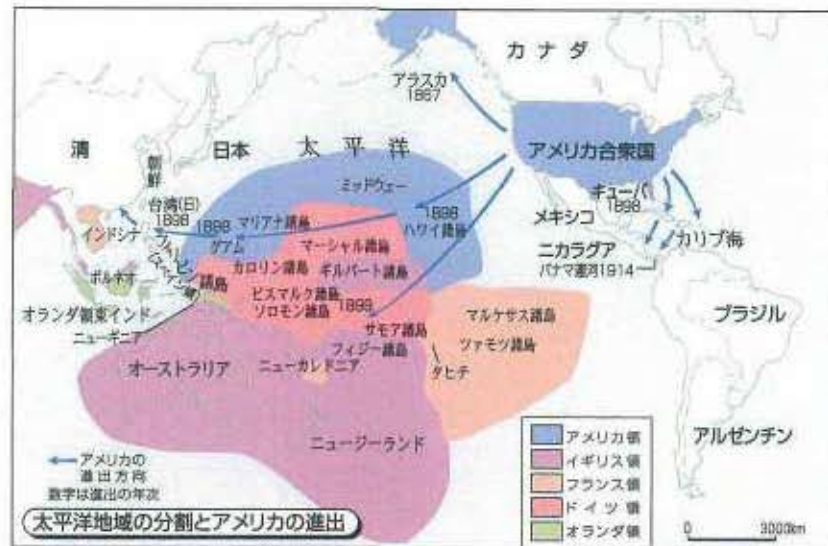 カナダ
アラスカ
1867
清
朝鮮
日本
太平洋
アメリカ合衆国
ミッドウェー
キューバ
1898
メキシコ
台湾(日)
1898
1898
マリアナ諸島
1898
ハワイ諸島
カリブ海
インドシナ
グアム
マーシャル諸島
ニカラグア
パナマ運河1914
フィリピン諸島
(スペイン領)
カロリン諸島
ギルバート諸島
ボルネオ
ビスマルク諸島
ソロモン諸島
1899
オランダ領東インド
ニューギニア
サモア諸島
マルケサス諸島
ブラジル
フィジー諸島
ツァモツ諸島
オーストラリア
ニューカレドニア
タヒチ
ニュージーランド
アルゼンチン
アメリカ領
イギリス領
フランス領
ドイツ領
オランダ領
アメリカの
進出方向
数字は進出の年次
太平洋地域の分割とアメリカの進出
0 3000km